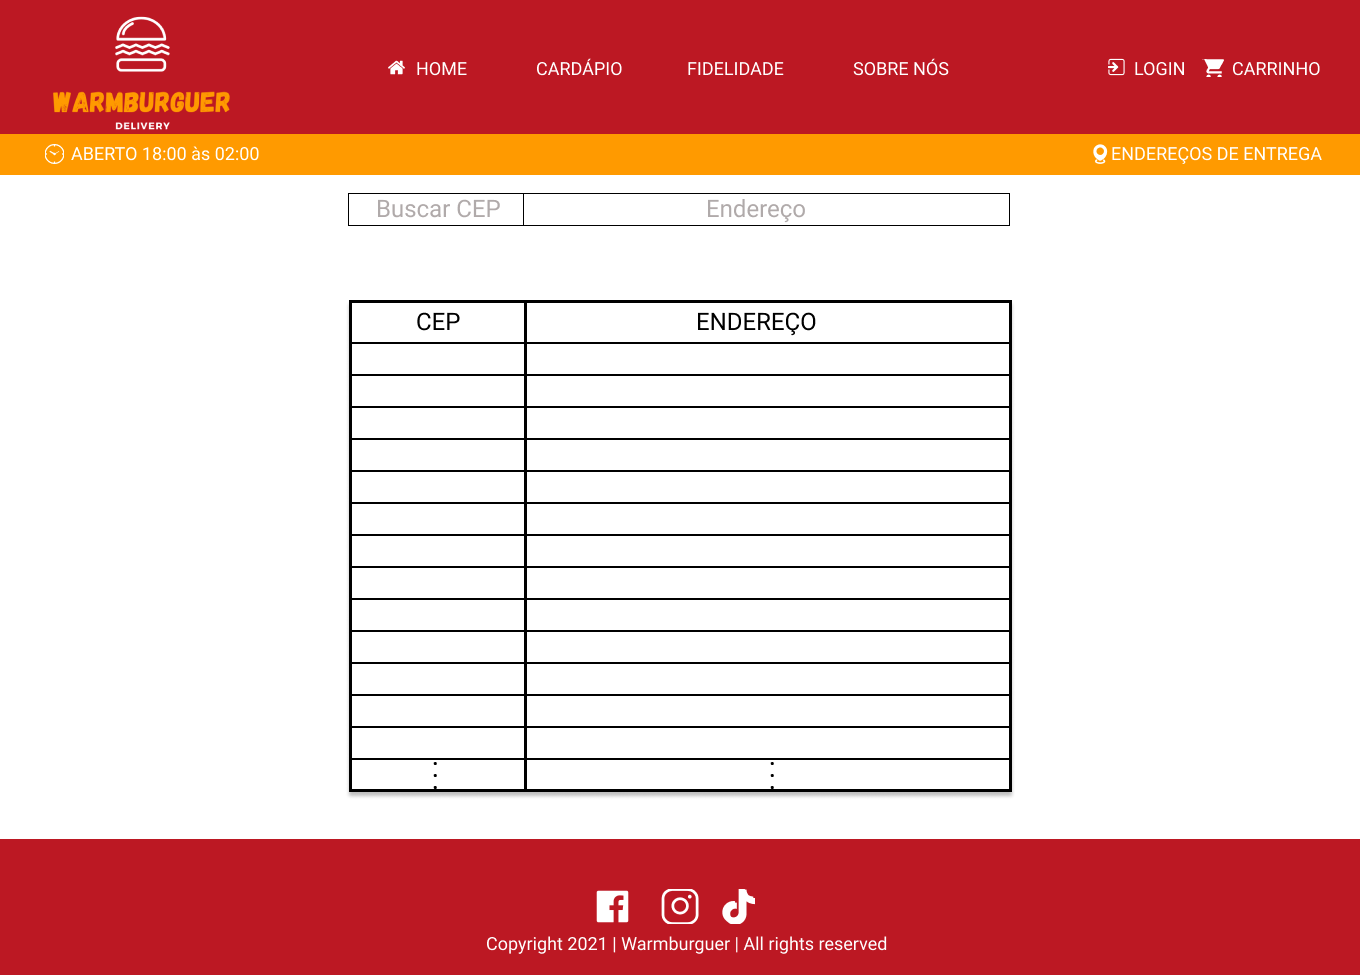 WARMBURGUER
DELIVERY
HOME CARDÁPIO FIDELIDADE SOBRE NÓS LOGIN CARRINHO
ABERTO 18:00 às 02:00 ENDEREÇOS DE ENTREGA
Buscar CEP Endereço
CEP ENDEREÇO
Copyright 2021 | Warmburguer | All rights reserved